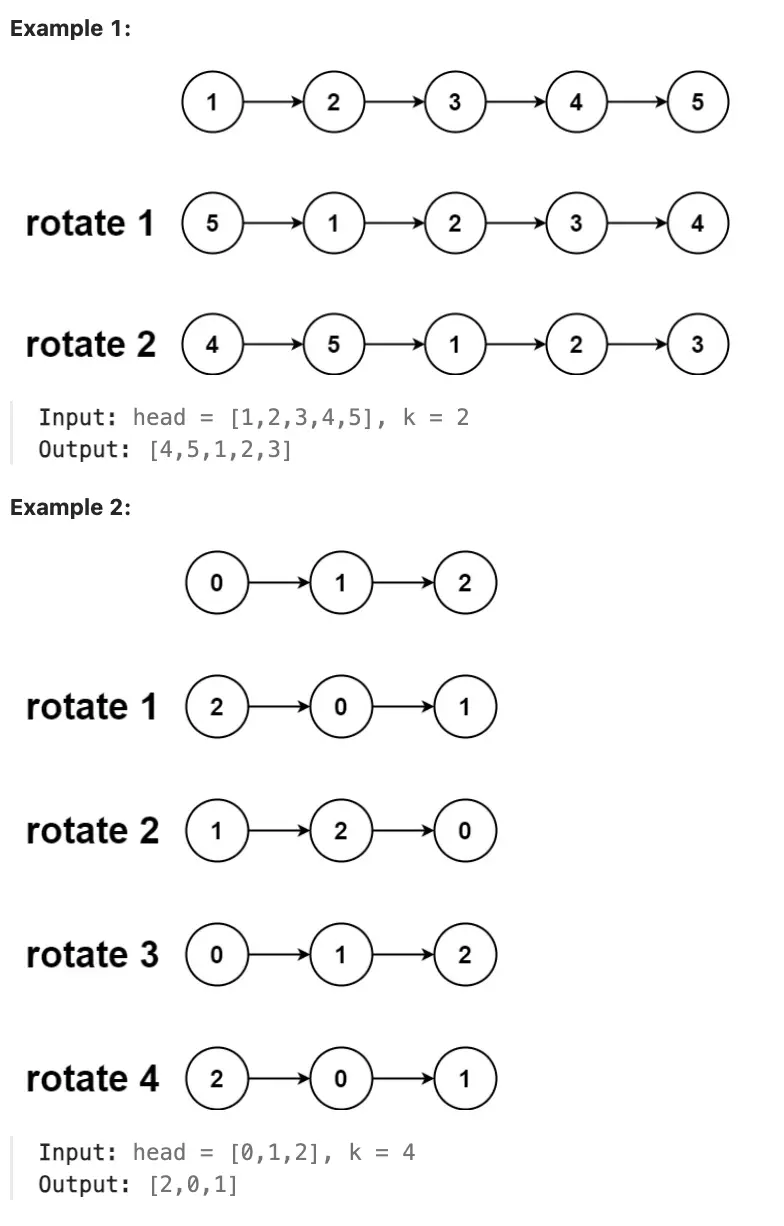 Example 1:
1 2 3 4 5
rotate 1 5 1 2 3 4
rotate 2 4 5 1 2 3
Input: head = [1,2,3,4,5], k = 2
Output: [4,5,1,2,3]
Example 2:
0 1 2
rotate 1 2 0 1
rotate 2 1 2 0
rotate 3 0 1 2
rotate 4 2 0 1
Input: head = [0,1,2], k = 4
Output: [2,0,1]